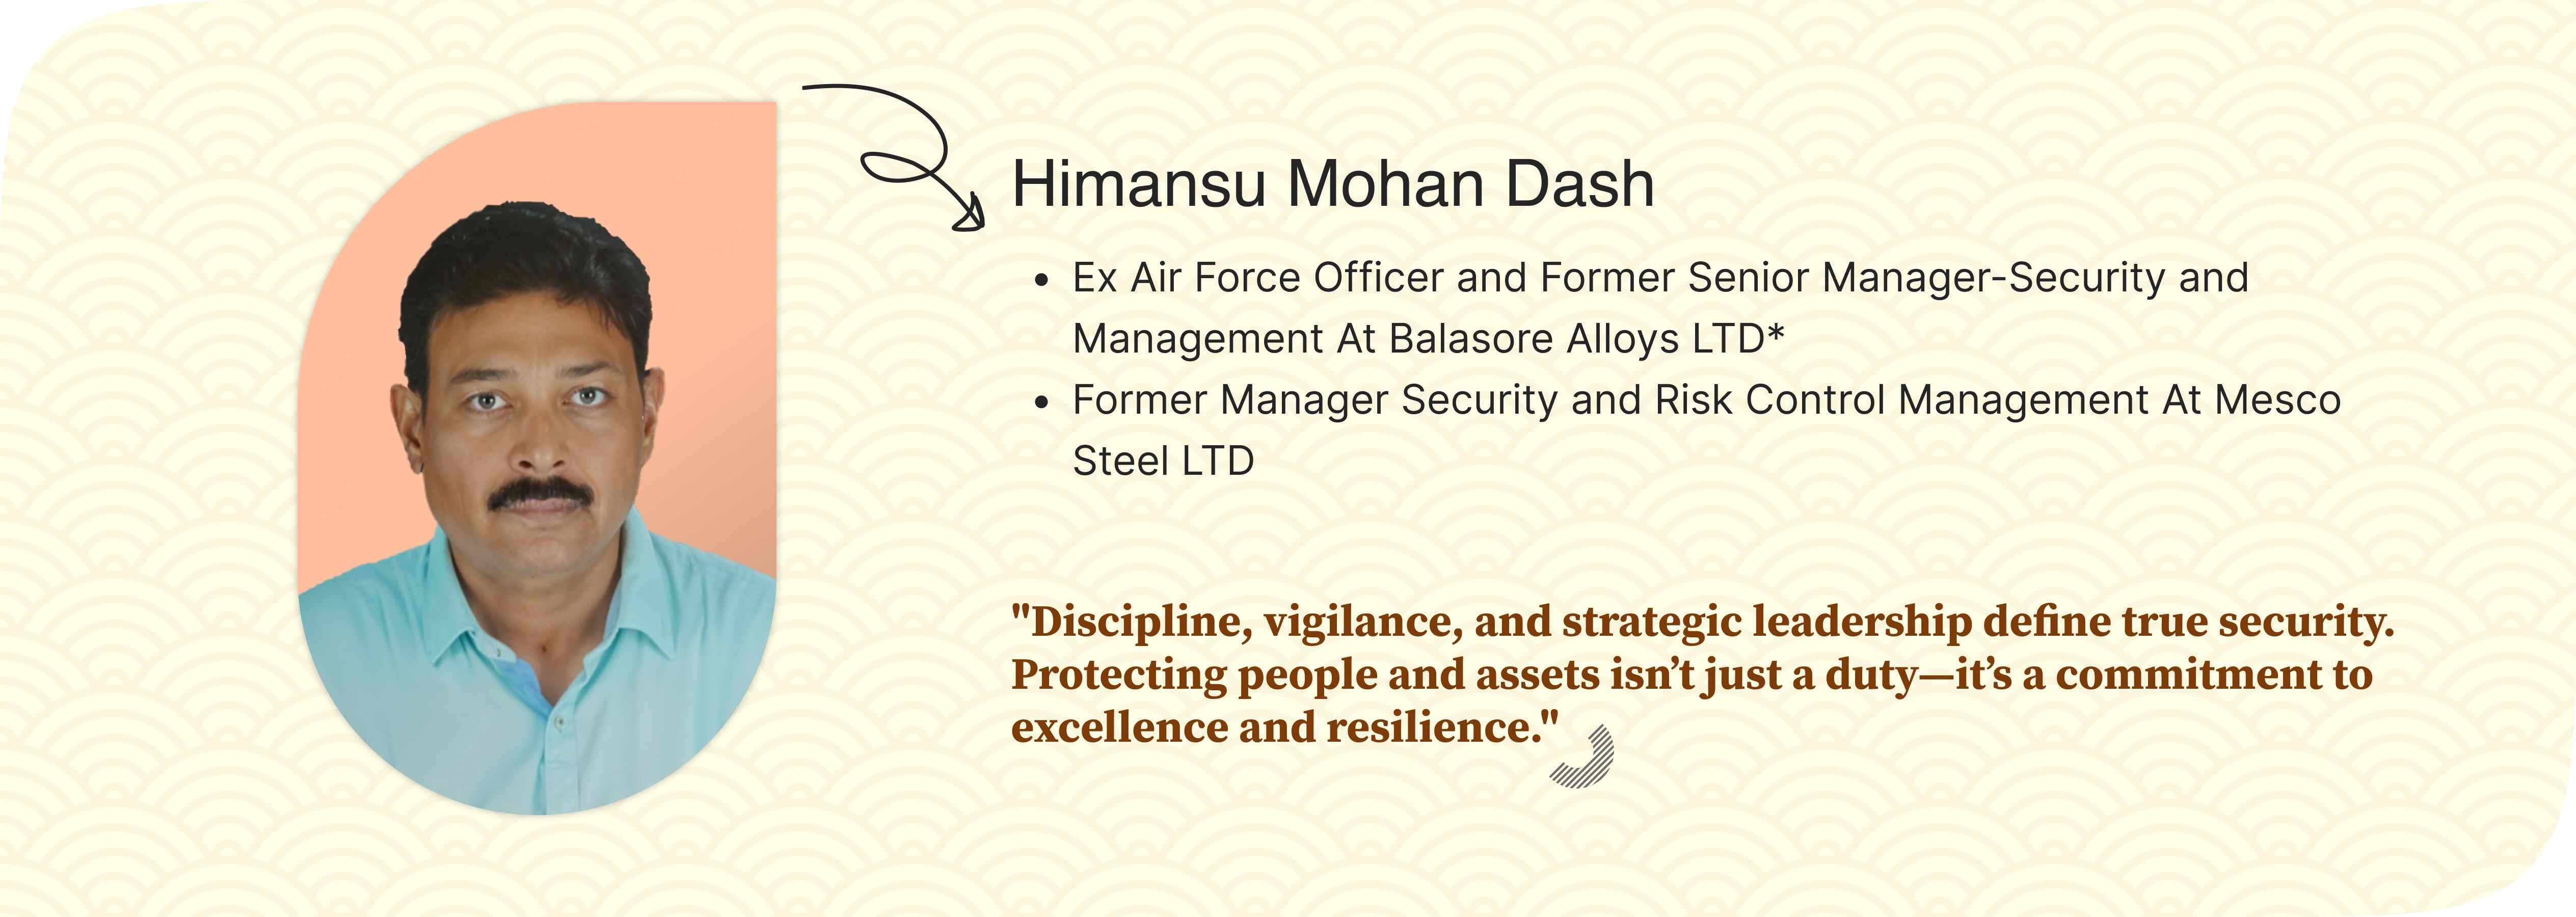 Himansu Mohan Dash
• Ex Air Force Officer and Former Senior Manager-Security and
Management At Balasore Alloys LTD*
• Former Manager Security and Risk Control Management At Mesco
Steel LTD
"Discipline, vigilance, and strategic leadership define true security.
Protecting people and assets isn’t just a duty—it’s a commitment to
excellence and resilience."